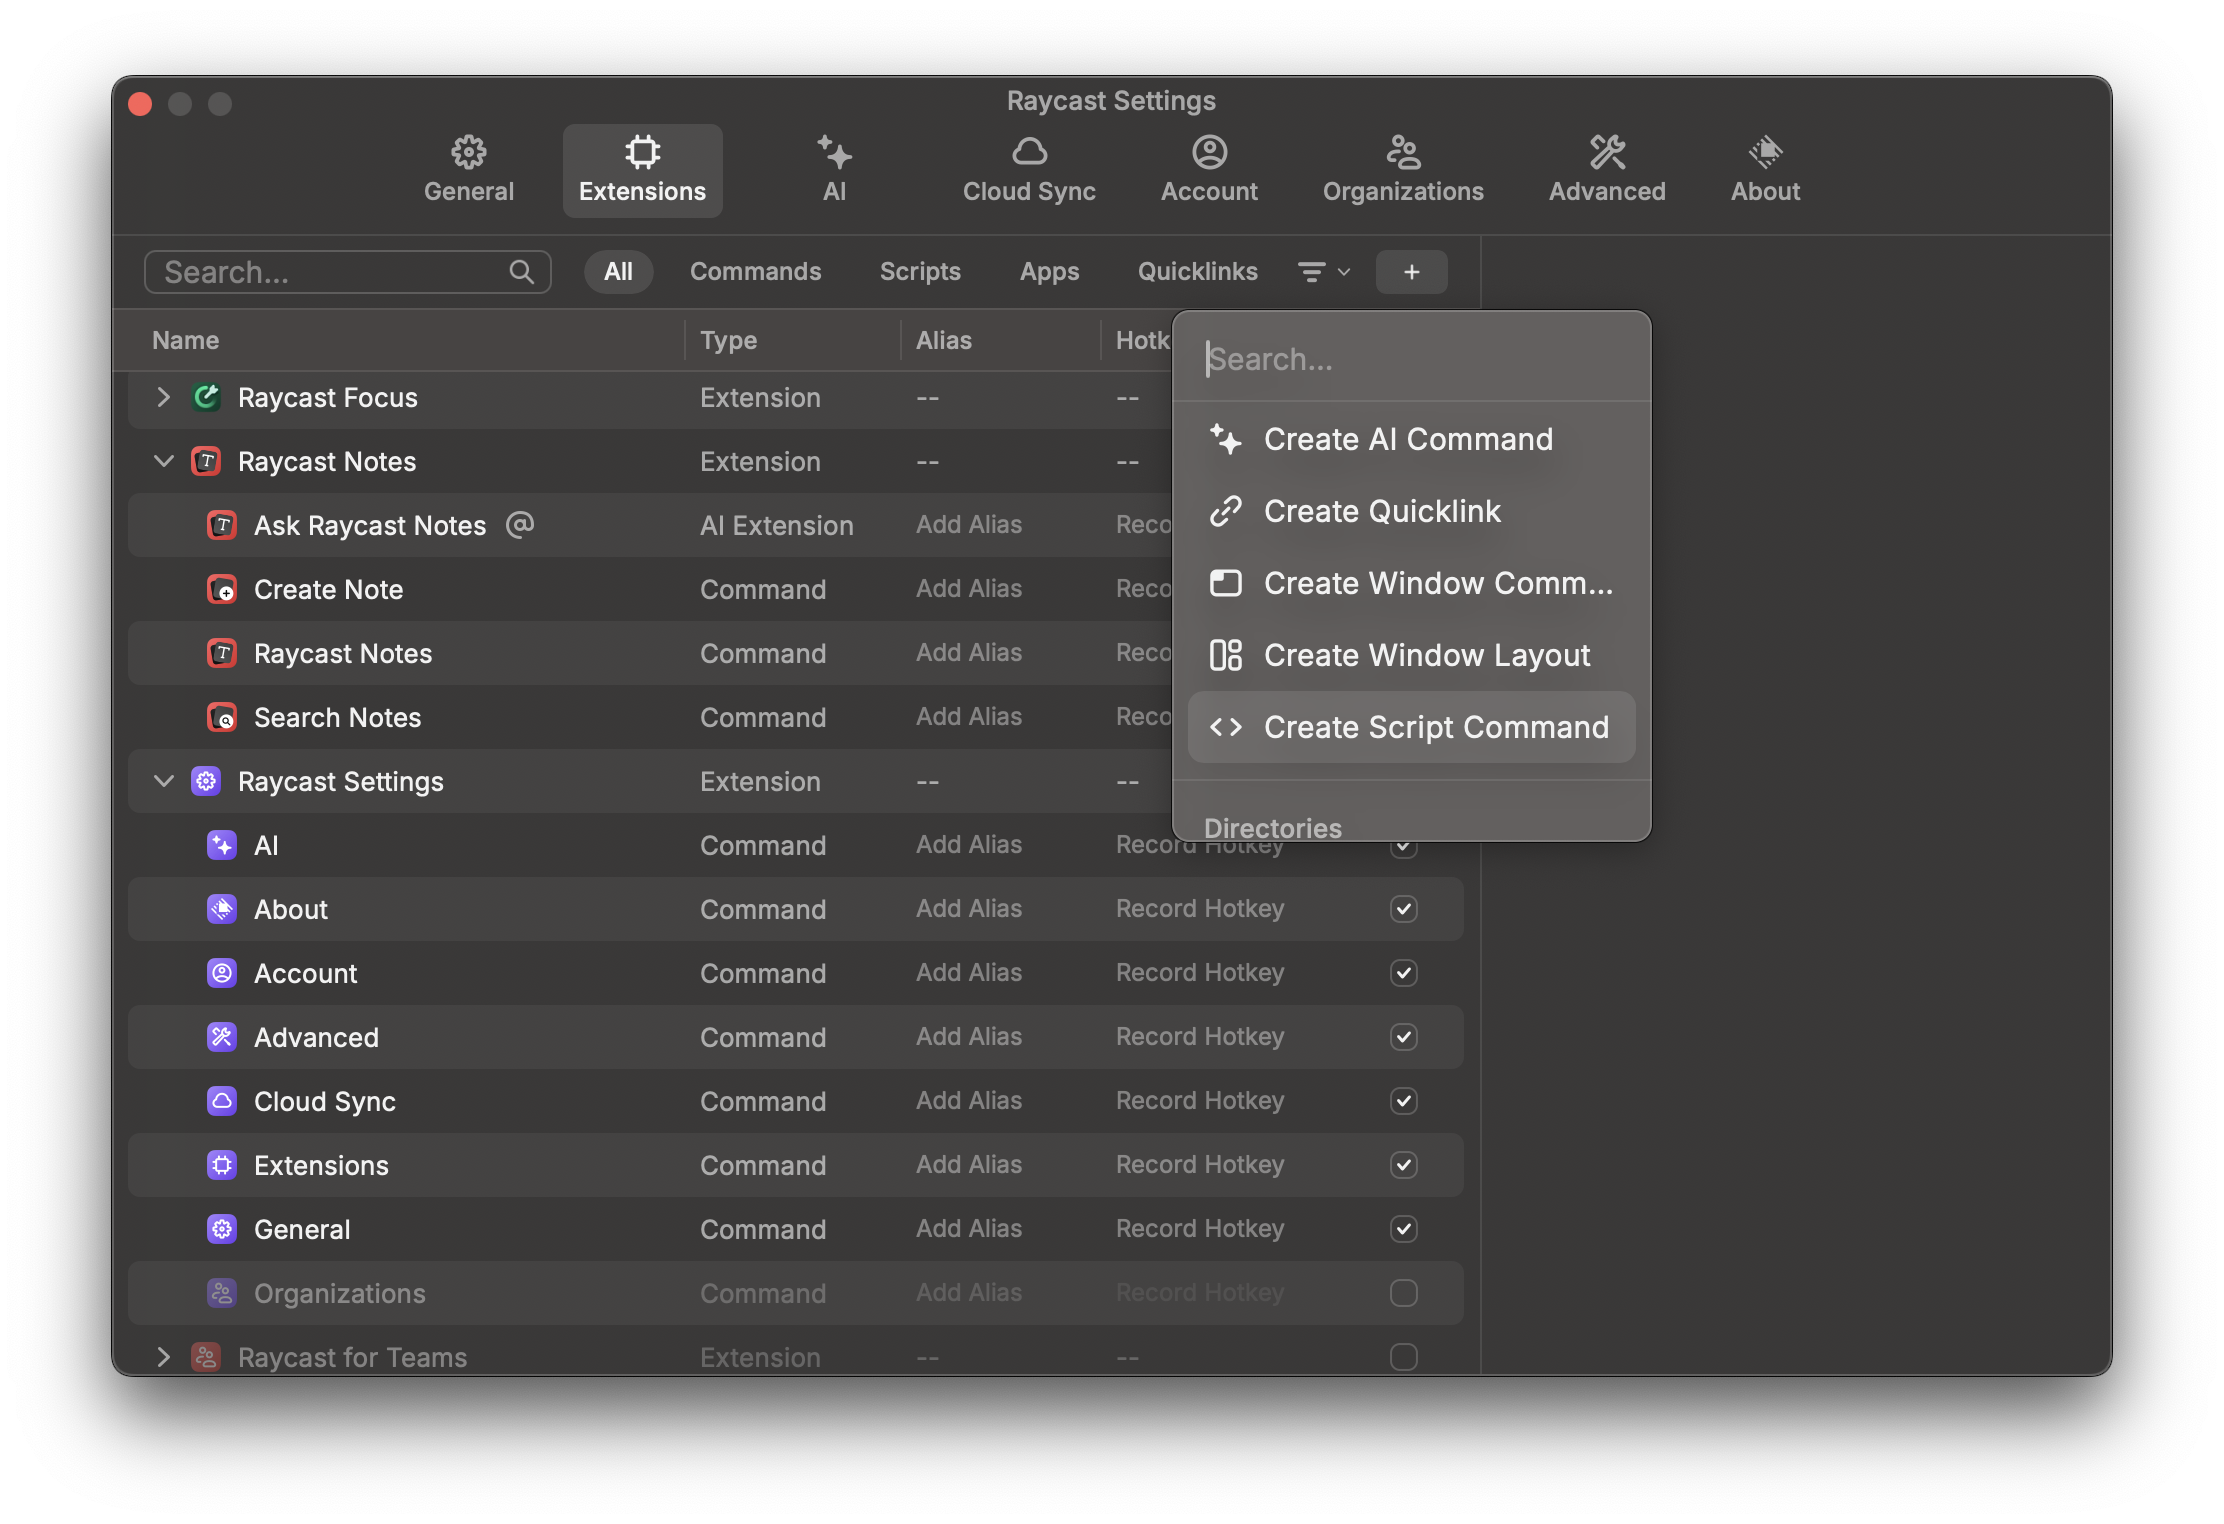 Raycast Settings
General
Extensions
AI
Cloud Sync
Account
Organizations
Advanced
About
Search...
All
Commands
Scripts
Apps
Quicklinks
+
Name Type Alias Hotk
Raycast Focus Extension -- --
Raycast Notes Extension -- --
Ask Raycast Notes @ AI Extension Add Alias Reco
Create Note Command Add Alias Reco
Raycast Notes Command Add Alias Reco
Search Notes Command Add Alias Reco
Raycast Settings Extension -- --
AI Command Add Alias Record Hotkey
About Command Add Alias Record Hotkey
Account Command Add Alias Record Hotkey
Advanced Command Add Alias Record Hotkey
Cloud Sync Command Add Alias Record Hotkey
Extensions Command Add Alias Record Hotkey
General Command Add Alias Record Hotkey
Organizations Command Add Alias Record Hotkey
Raycast for Teams Extension -- --
Search...
Create AI Command
Create Quicklink
Create Window Comm...
Create Window Layout
Create Script Command
Directories